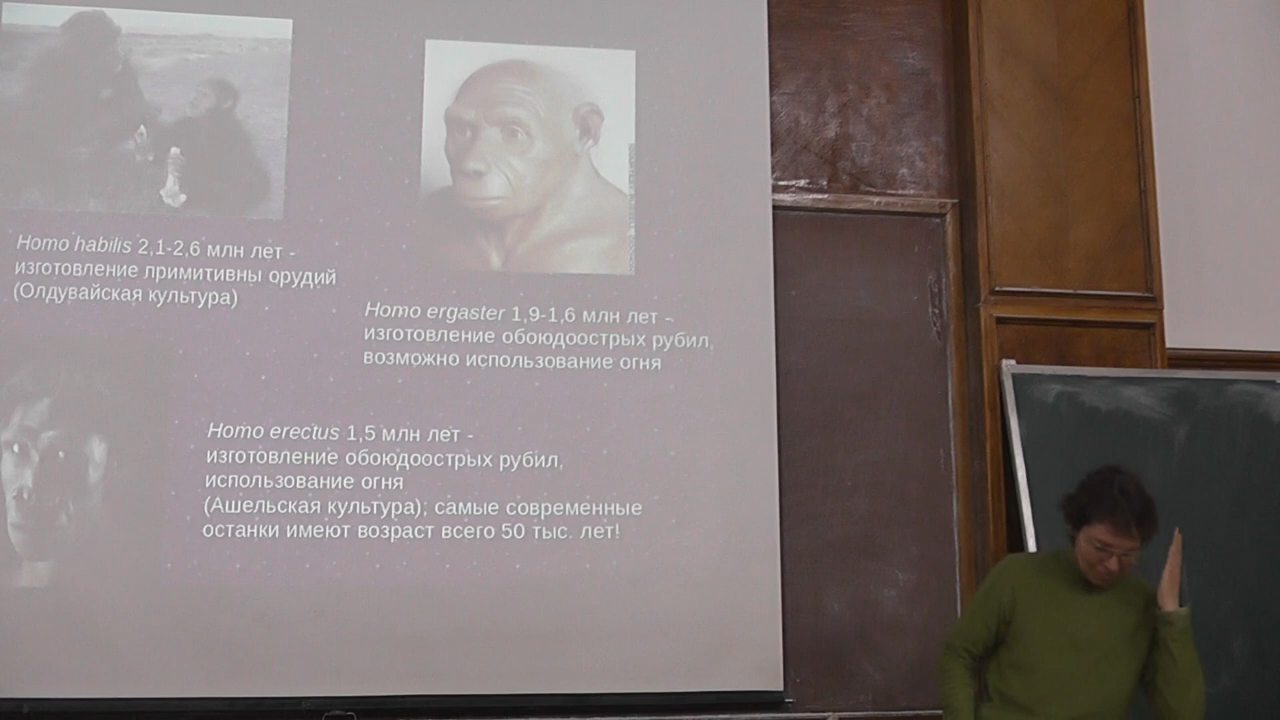 Homo habilis 2,1-2,6 млн лет -
изготовление примитивны орудий
(Олдувайская культура)
Homo ergaster 1,9-1,6 млн лет -
изготовление обоюдоострых рубил,
возможно использование огня
Homo erectus 1,5 млн лет -
изготовление обоюдоострых рубил,
использование огня
(Ашельская культура); самые современные
останки имеют возраст всего 50 тыс. лет!